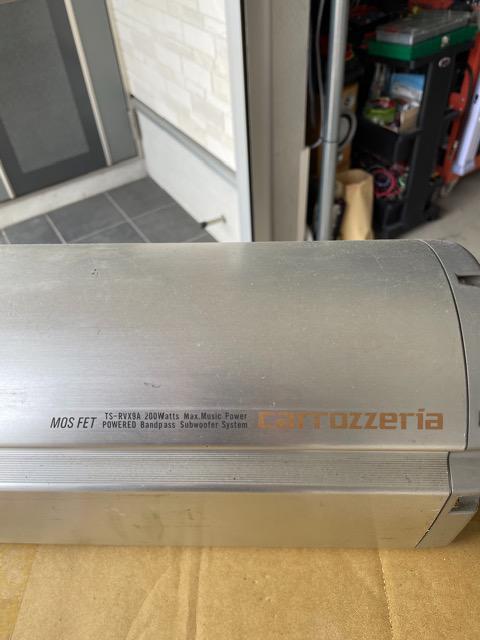 MOS FET
TS-RVX9A 200Watts Max.Music Power
POWERED Bandpass Subwoofer System
carrozzeria